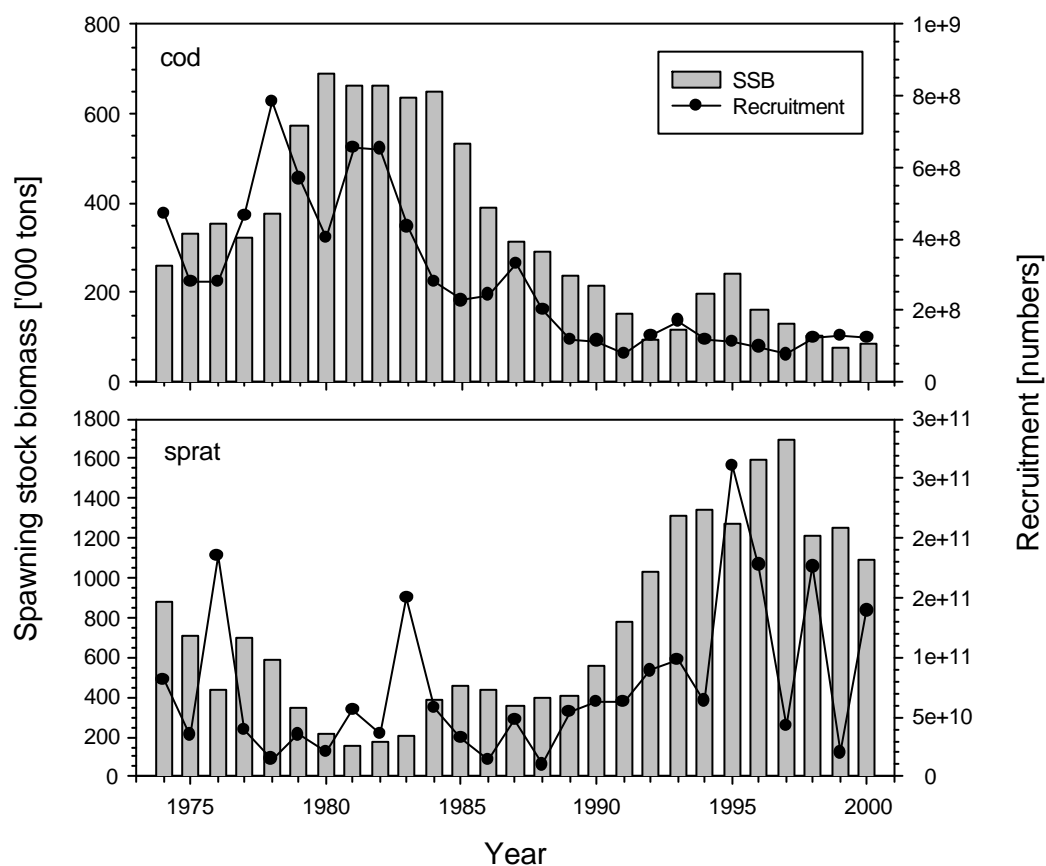 cod
SSB
Recruitment
800
600
400
200
0
1e+9
8e+8
6e+8
4e+8
2e+8
0
Spawning stock biomass ['000 tons]
Recruitment [numbers]
sprat
1800
1600
1400
1200
1000
800
600
400
200
0
3e+11
3e+11
2e+11
2e+11
1e+11
5e+10
0
1975 1980 1985 1990 1995 2000
Year